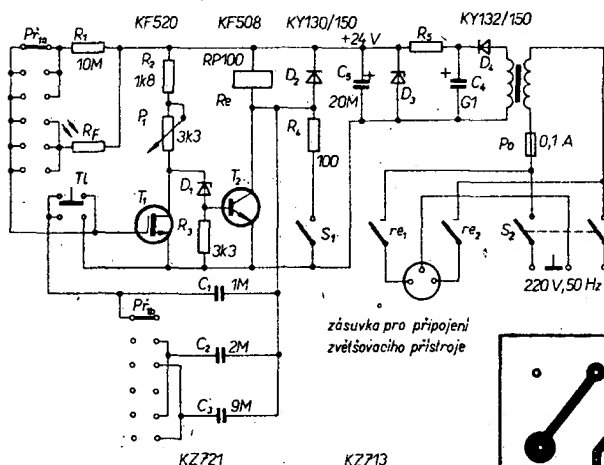 KF520 KF508 KY130/150 KY132/150
Př1a R1 10M
R2 1k8
RP100 Re
D2
+24 V
R5
D4
C5 20M
D3
C4 G1
P1 3k3
RF
R4 100
Po 0,1 A
Tl
T1
D1
T2
R3 3k3
S1
re1 re2
S2
C1 1M
220 V, 50 Hz
Př1b
zásuvka pro připojení
zvětšovacího přístroje
C2 2M
C3 9M
KZ721 KZ713